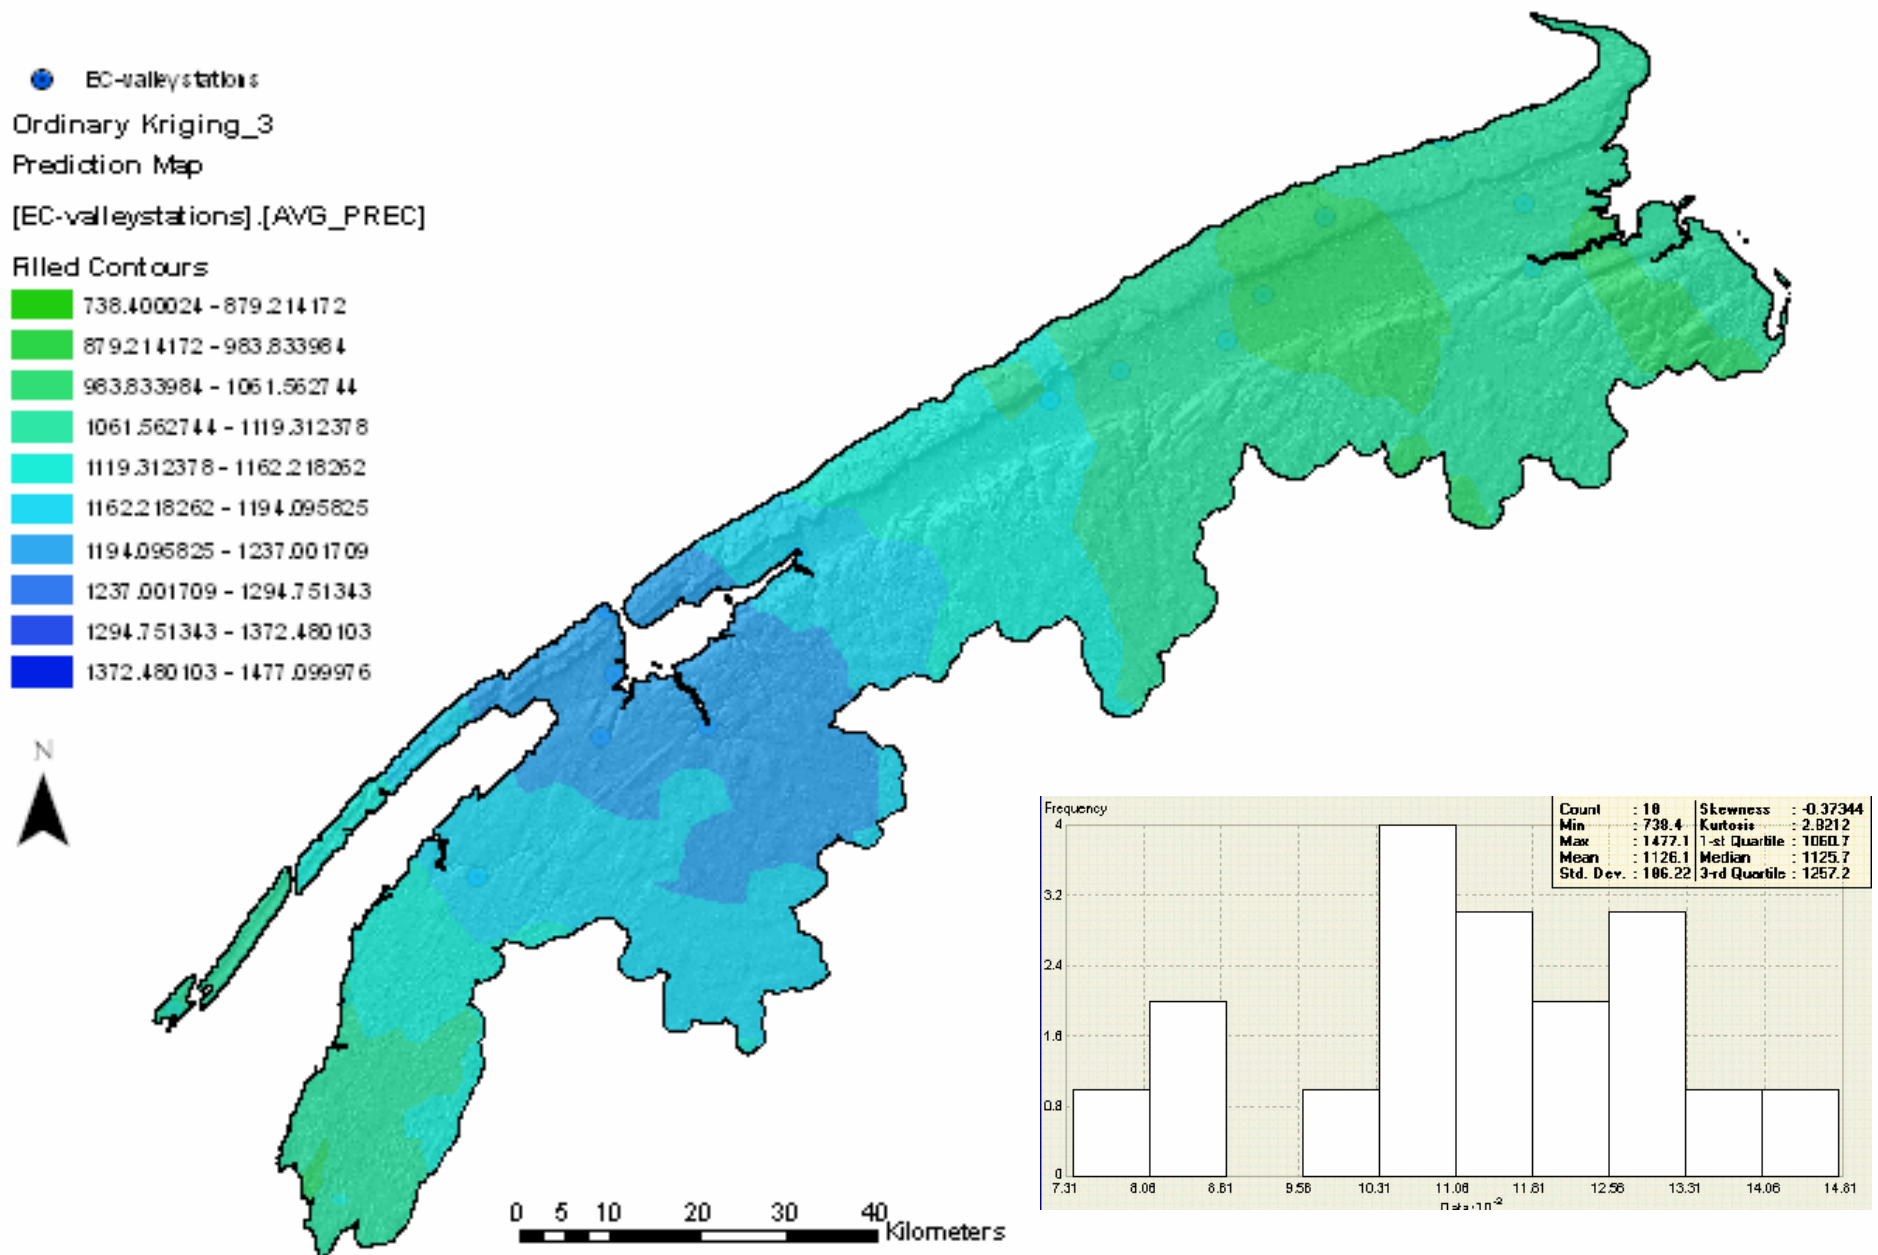 EC-valleystations
Ordinary Kriging_3
Prediction Map
[EC-valleystations].[AVG_PREC]
Filled Contours
738.400024 - 879.214172
879.214172 - 983.833984
983.833984 - 1061.562744
1061.562744 - 1119.312378
1119.312378 - 1162.218262
1162.218262 - 1194.095825
1194.095825 - 1237.001709
1237.001709 - 1294.751343
1294.751343 - 1372.480103
1372.480103 - 1477.099976
N
0 5 10 20 30 40
Kilometers
Frequency
Count : 18 Skewness : -0.37344
Min : 738.4 Kurtosis : 2.8212
Max : 1477.1 1-st Quartile : 1060.7
Mean : 1126.1 Median : 1125.7
Std. Dev. : 186.22 3-rd Quartile : 1257.2
4
3.2
2.4
1.6
0.8
0
7.31 8.06 8.81 9.56 10.31 11.06 11.81 12.56 13.31 14.06 14.81